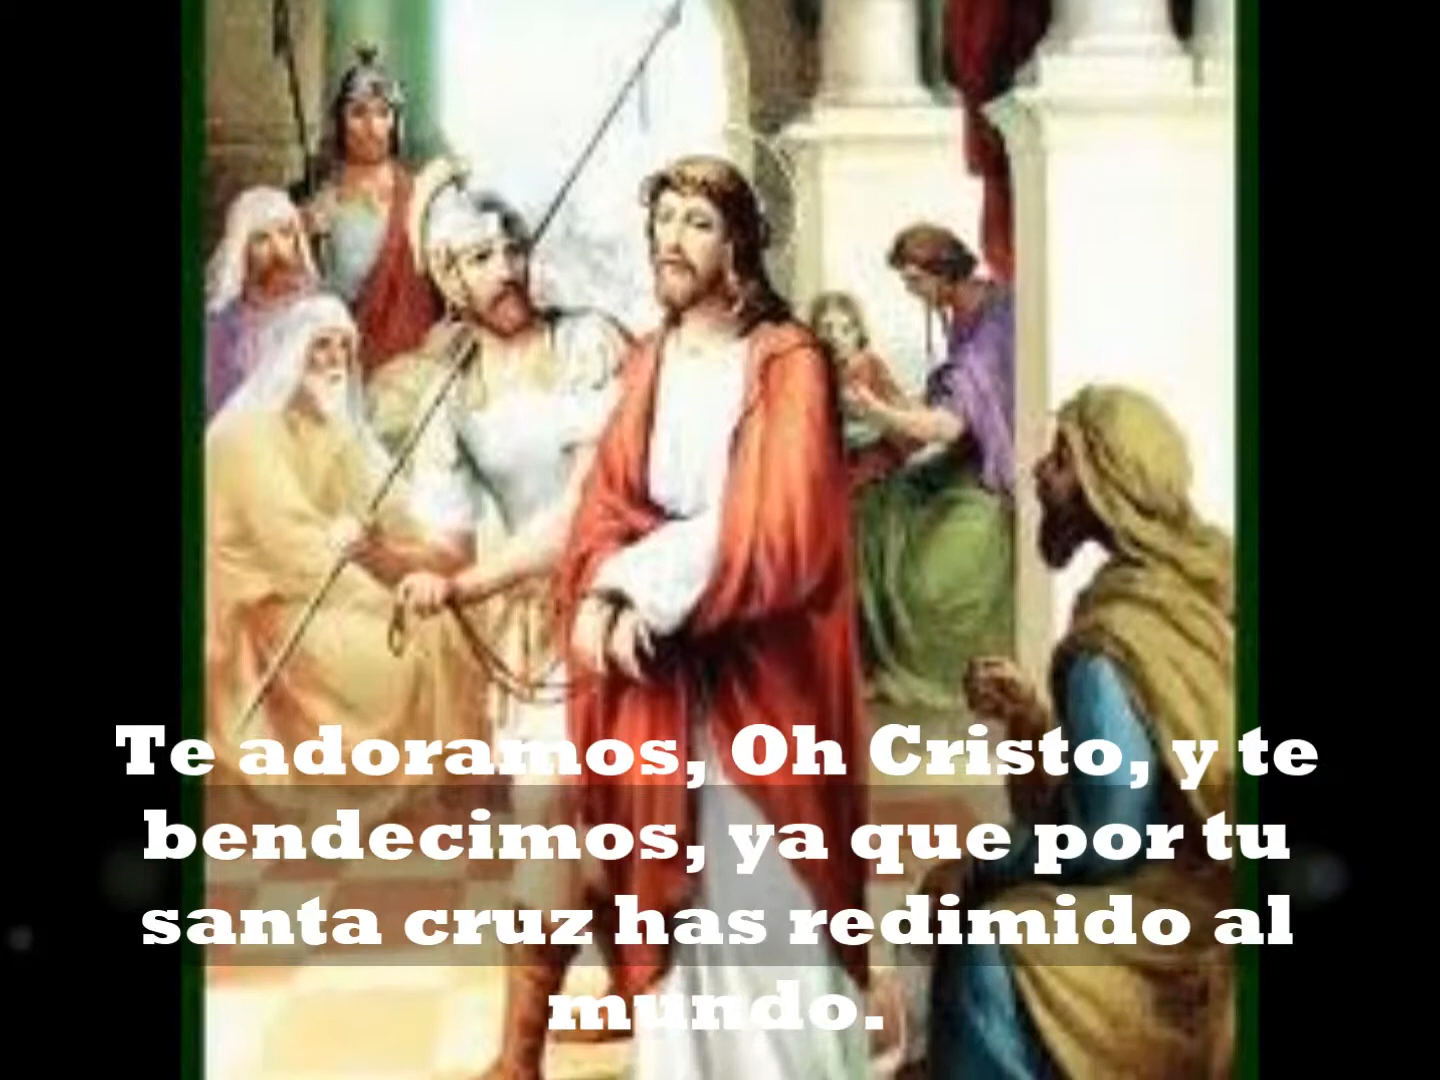 Te adoramos, Oh Cristo, y te
bendecimos, ya que por tu
santa cruz has redimido al
mundo.